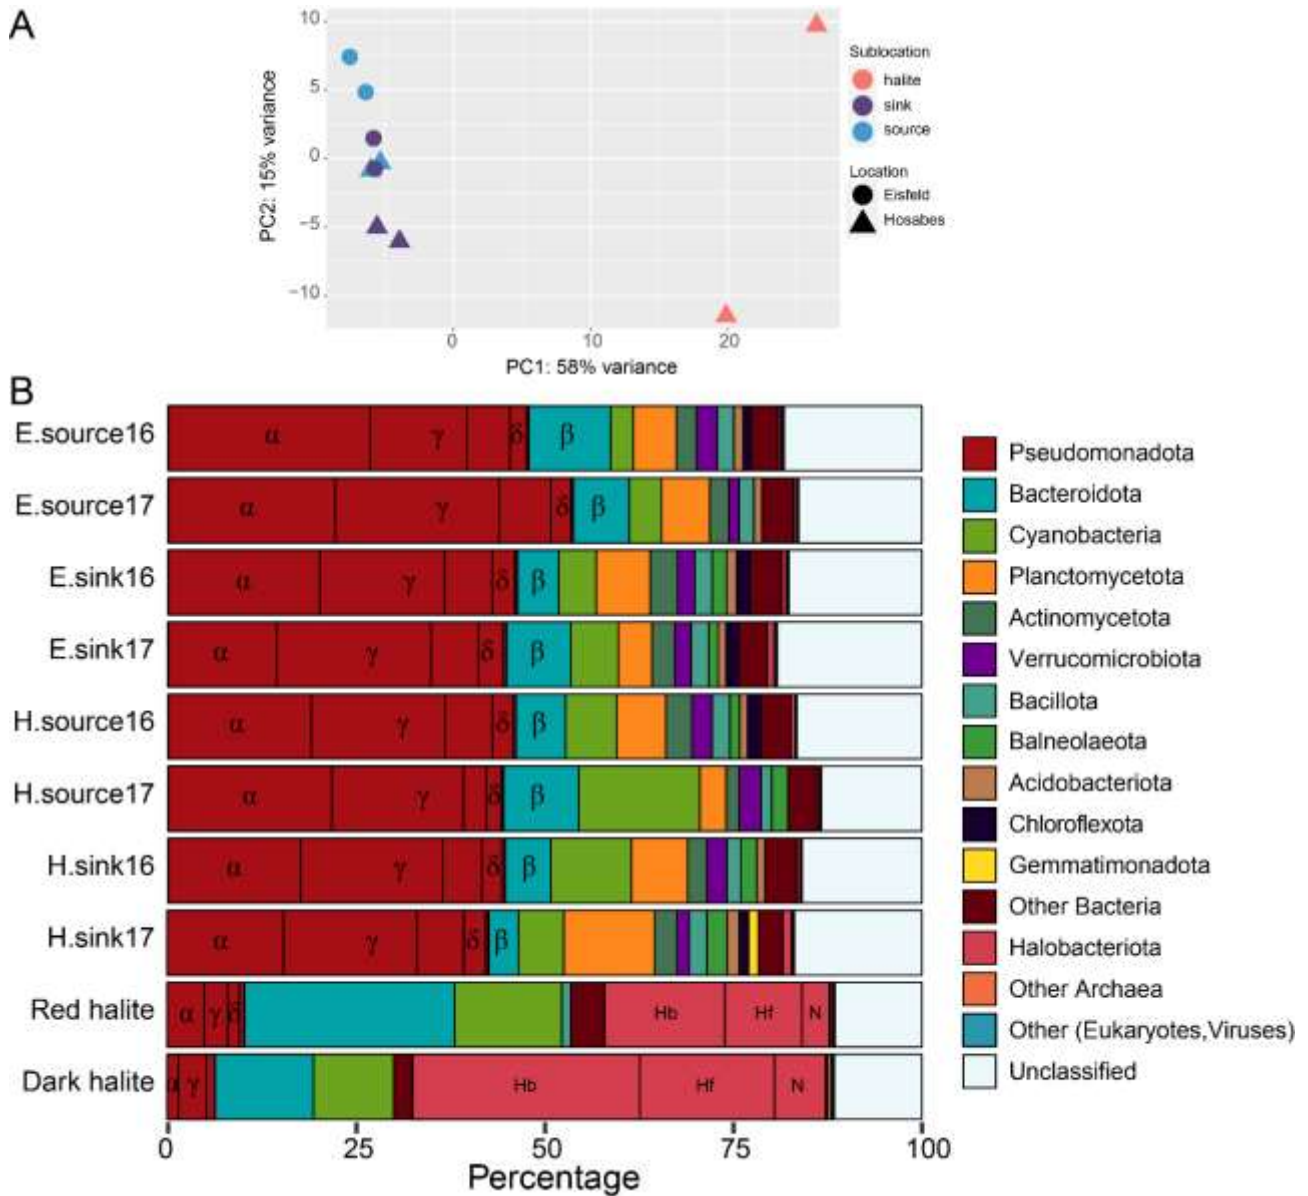 A
10
5
0
−5
−10
PC2: 15% variance
0 10 20
PC1: 58% variance
Sublocation
halite
sink
source
Location
Eisfeld
Hosabes
B
E.source16 α γ δ β
E.source17 α γ δ β
E.sink16 α γ δ β
E.sink17 α γ δ β
H.source16 α γ δ β
H.source17 α γ δ β
H.sink16 α γ δ β
H.sink17 α γ δ β
Red halite α γ δ Hb Hf N
Dark halite α γ Hb Hf N
0 25 50 75 100
Percentage
Pseudomonadota
Bacteroidota
Cyanobacteria
Planctomycetota
Actinomycetota
Verrucomicrobiota
Bacillota
Balneolaeota
Acidobacteriota
Chloroflexota
Gemmatimonadota
Other Bacteria
Halobacteriota
Other Archaea
Other (Eukaryotes,Viruses)
Unclassified